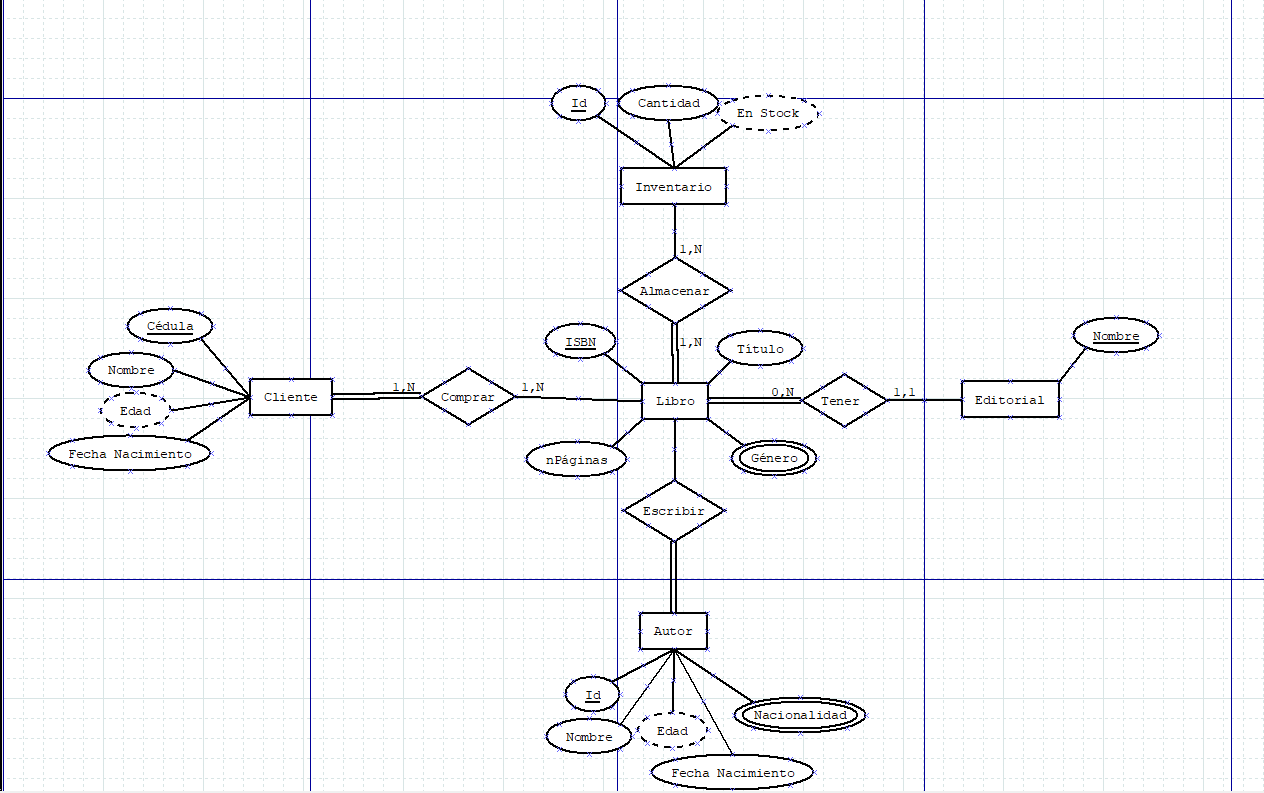 Id
Cantidad
En Stock
Inventario
1,N
Almacenar
1,N
Cédula
Nombre
Edad
Fecha Nacimiento
Cliente
1,N
Comprar
1,N
ISBN
Título
Libro
nPáginas
Género
0,N
Tener
1,1
Editorial
Nombre
Escribir
Autor
Id
Nombre
Edad
Fecha Nacimiento
Nacionalidad